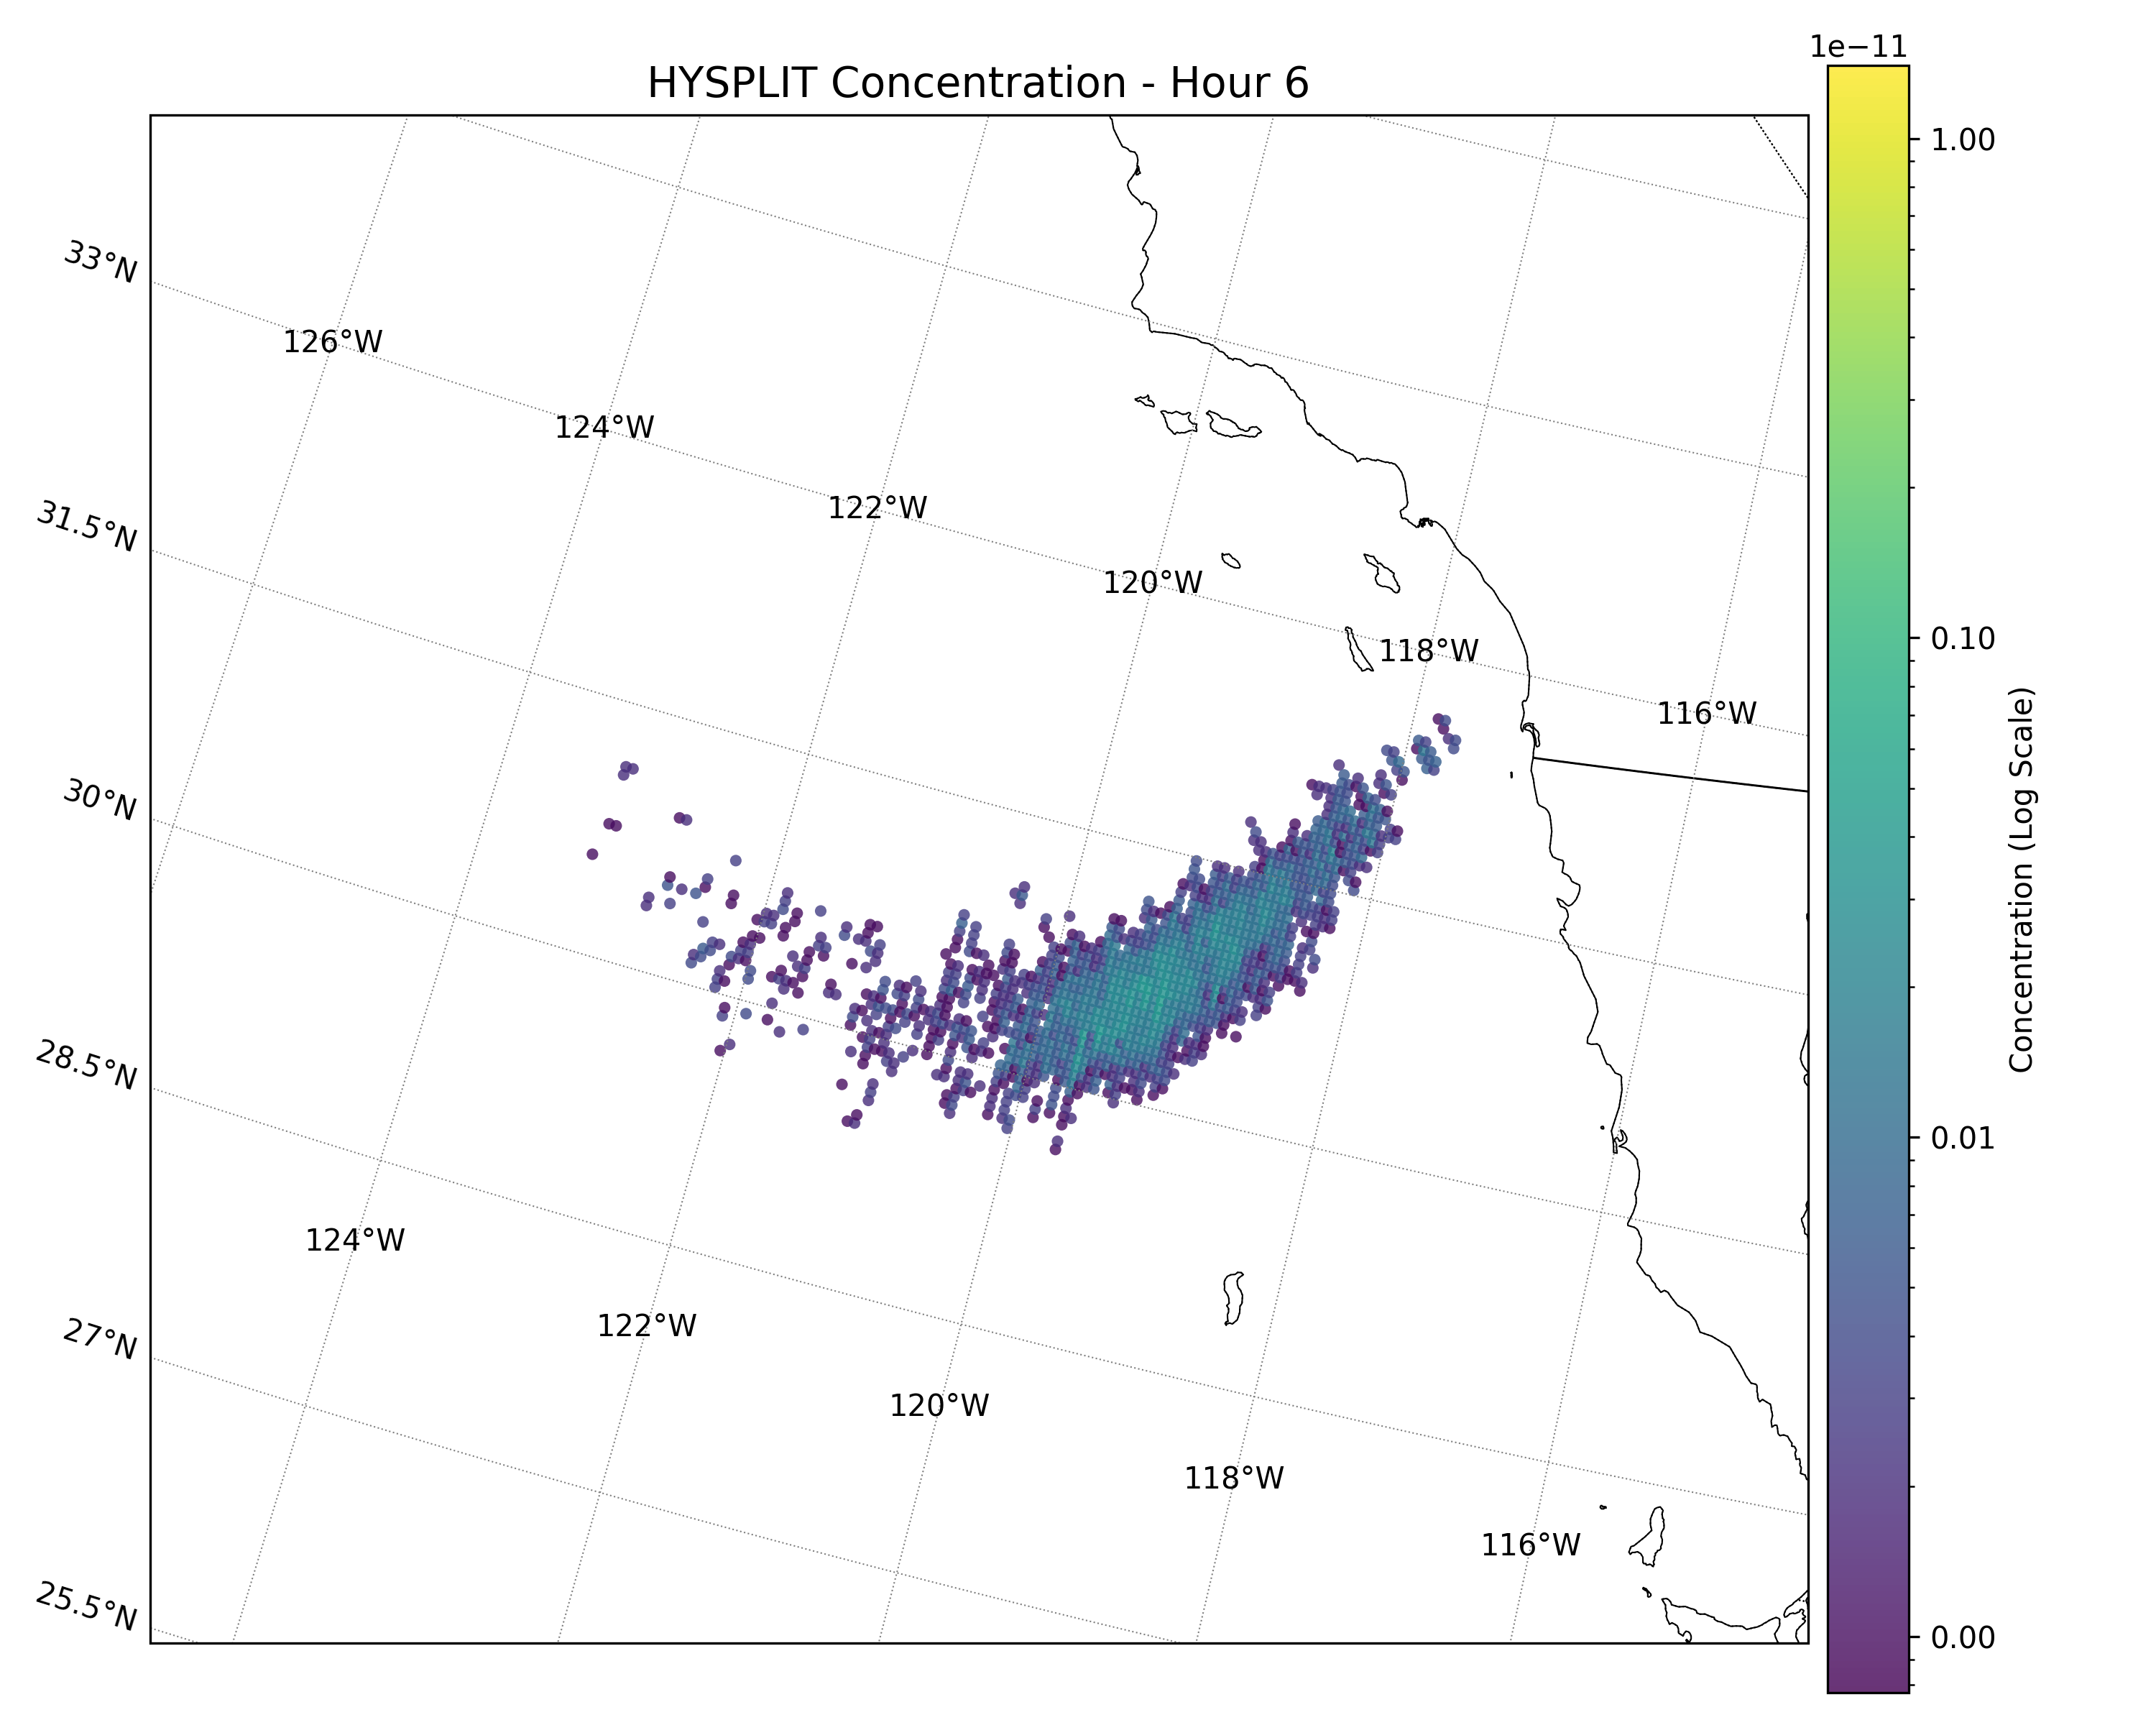 1e−11
HYSPLIT Concentration - Hour 6
1.00
33°N
126°W
124°W
122°W
31.5°N
120°W
0.10
118°W
116°W
30°N
Concentration (Log Scale)
28.5°N
0.01
124°W
122°W
27°N
120°W
118°W
116°W
25.5°N
0.00